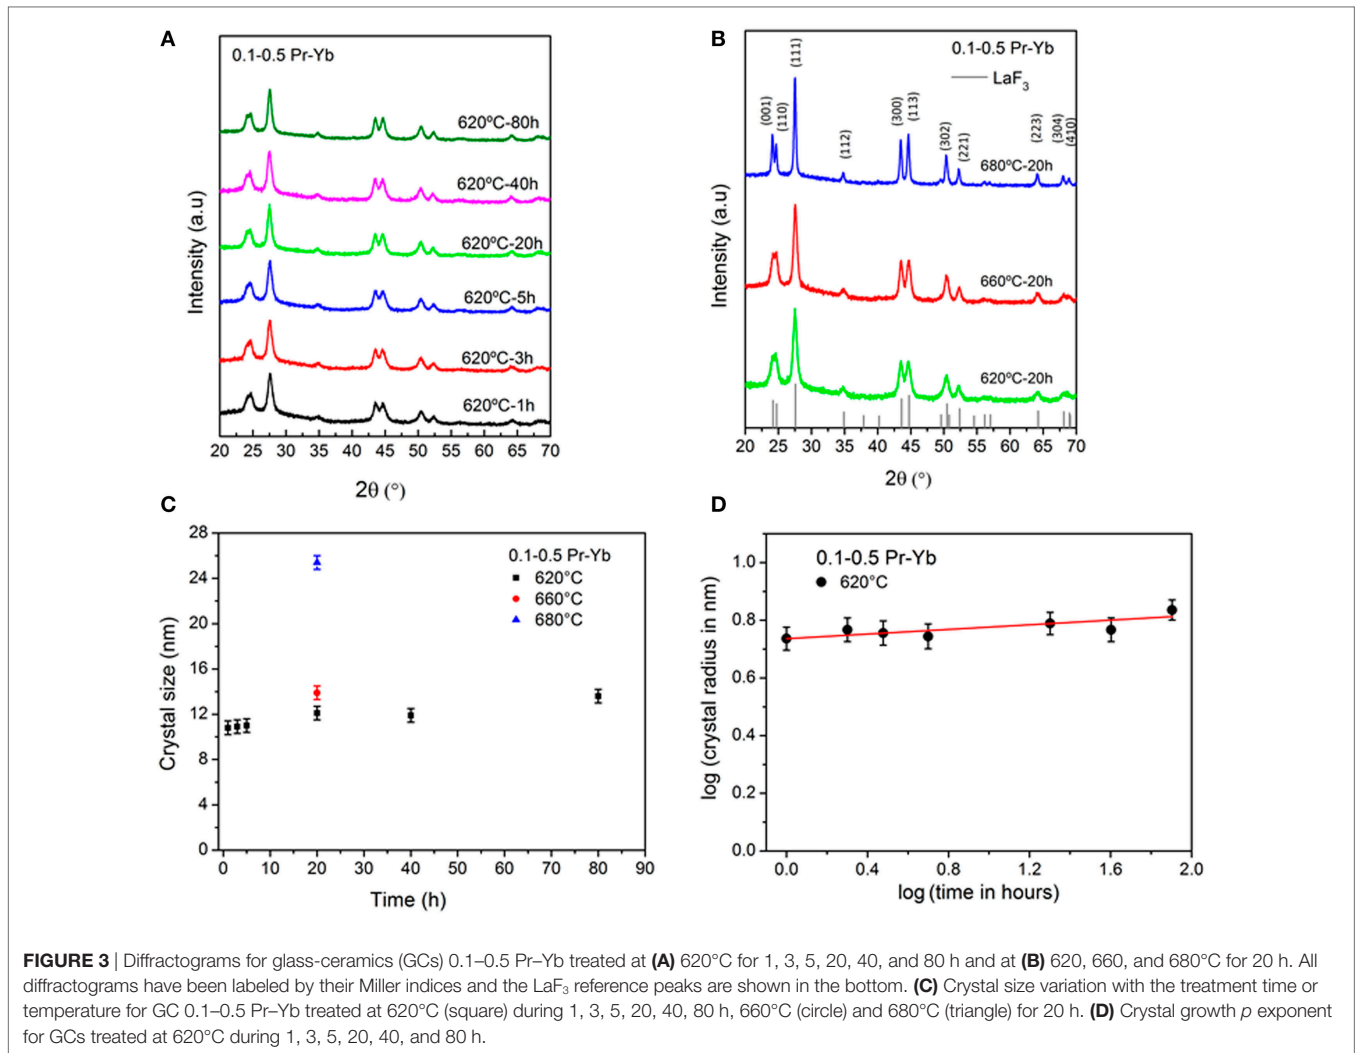 A
0.1-0.5 Pr-Yb
620ºC-80h
620ºC-40h
620ºC-20h
620ºC-5h
620ºC-3h
620ºC-1h
Intensity (a.u)
20 25 30 35 40 45 50 55 60 65 70
2θ (°)
B
0.1-0.5 Pr-Yb
LaF3
(001)
(110)
(111)
(112)
(300)
(113)
(302)
(221)
(223)
(304)
(410)
680ºC-20h
660ºC-20h
620ºC-20h
Intensity (a.u)
20 25 30 35 40 45 50 55 60 65 70
2θ (°)
C
28
24
20
16
12
8
4
0
Crystal size (nm)
0.1-0.5 Pr-Yb
620°C
660°C
680°C
0 10 20 30 40 50 60 70 80 90
Time (h)
D
1.0
0.8
0.6
0.4
0.2
0.0
log (crystal radius in nm)
0.1-0.5 Pr-Yb
620°C
0.0 0.4 0.8 1.2 1.6 2.0
log (time in hours)
FIGURE 3 | Diffractograms for glass-ceramics (GCs) 0.1–0.5 Pr–Yb treated at (A) 620°C for 1, 3, 5, 20, 40, and 80 h and at (B) 620, 660, and 680°C for 20 h. All
diffractograms have been labeled by their Miller indices and the LaF₃ reference peaks are shown in the bottom. (C) Crystal size variation with the treatment time or
temperature for GC 0.1–0.5 Pr–Yb treated at 620°C (square) during 1, 3, 5, 20, 40, 80 h, 660°C (circle) and 680°C (triangle) for 20 h. (D) Crystal growth p exponent
for GCs treated at 620°C during 1, 3, 5, 20, 40, and 80 h.